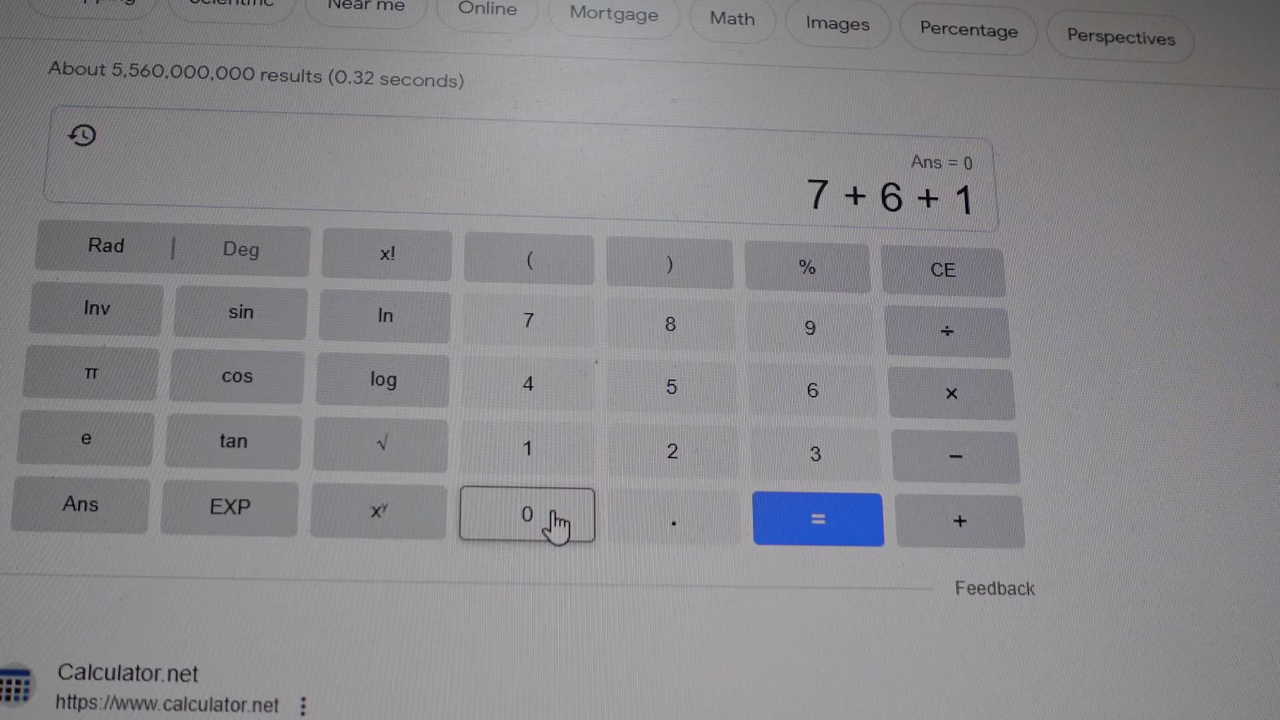 Near me Online Mortgage Math Images Percentage Perspectives
About 5,560,000,000 results (0.32 seconds)
Ans = 0
7 + 6 + 1
Rad | Deg x! ( ) % CE
Inv sin ln 7 8 9 ÷
π cos log 4 5 6 ×
e tan √ 1 2 3 −
Ans EXP xʸ 0 . = +
Feedback
Calculator.net
https://www.calculator.net